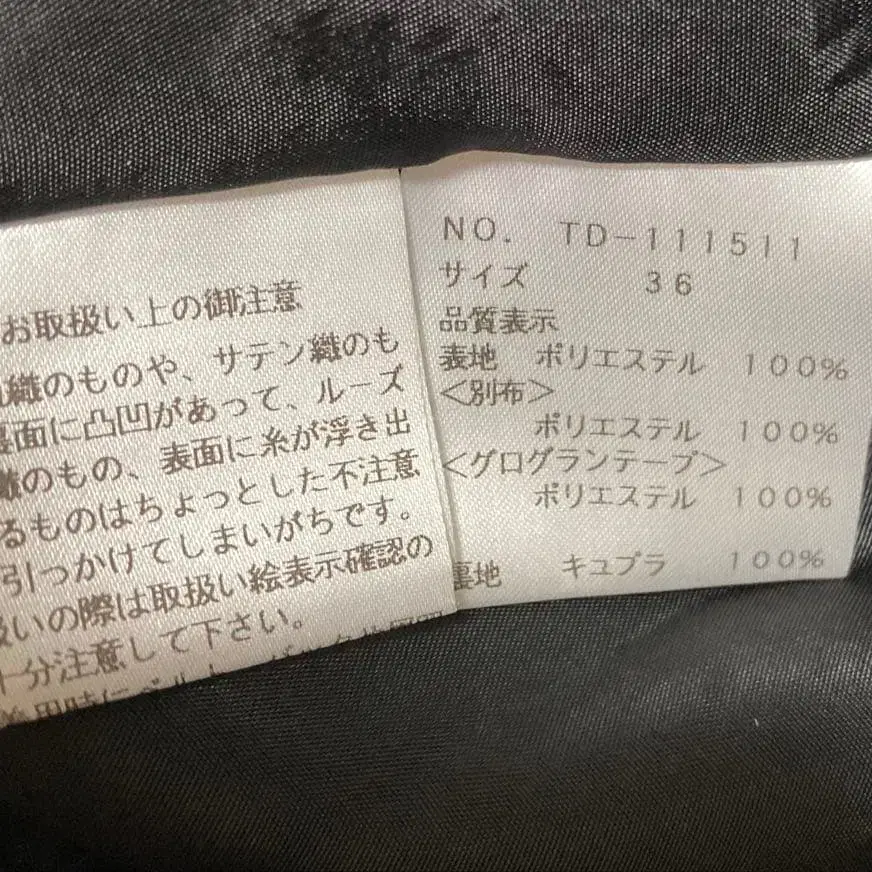 お取扱い上の御注意
織のものや、サテン織のも
面に凸凹があって、ルーズ
織のもの、表面に糸が浮き出
るものはちょっとした不注意
引っかけてしまいがちです。
扱いの際は取扱い絵表示確認の
十分注意して下さい。
NO. TD-111511
サイズ 36
品質表示
表地 ポリエステル 100%
<別布>
ポリエステル 100%
<グログランテープ>
ポリエステル 100%
裏地 キュプラ 100%